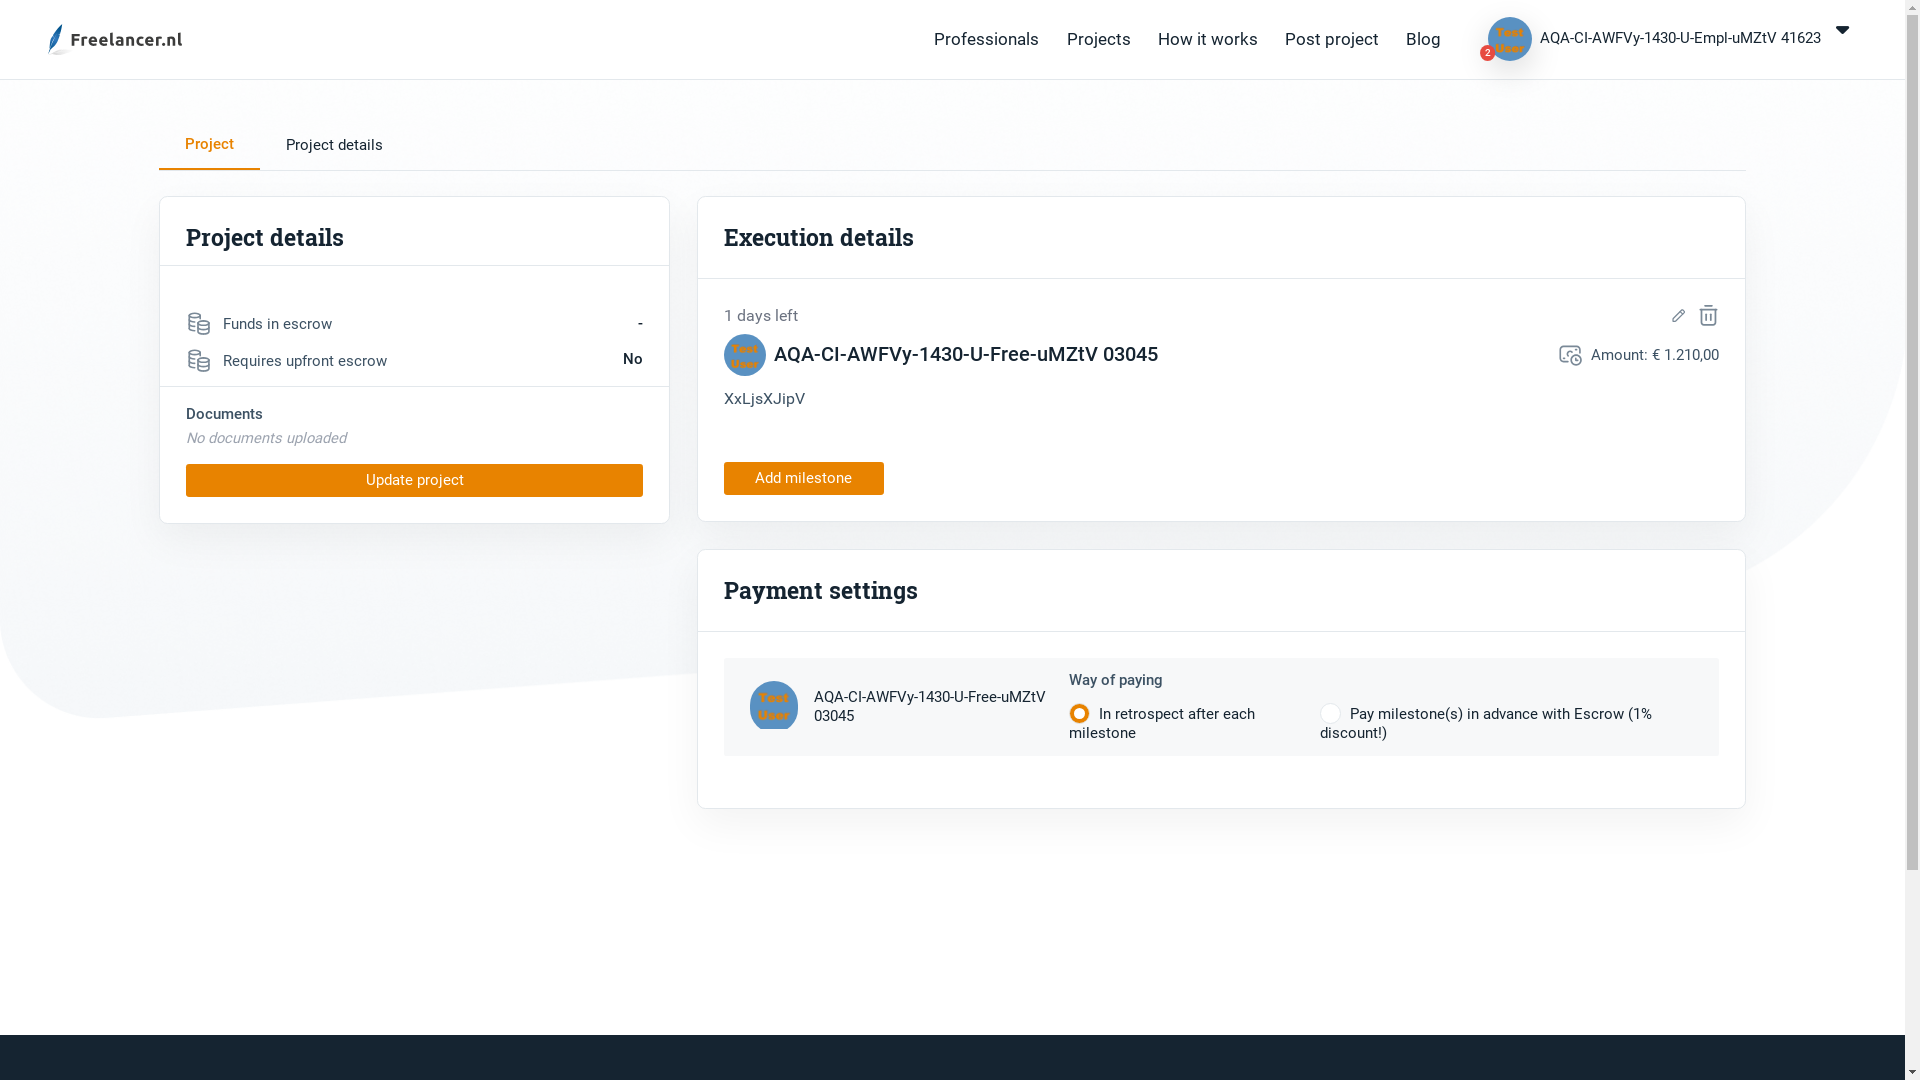 Freelancer.nl
Professionals
Projects
How it works
Post project
Blog
Test
User
2
AQA-CI-AWFVy-1430-U-Empl-uMZtV 41623
Project
Project details
Project details
Funds in escrow
-
Requires upfront escrow
No
Documents
No documents uploaded
Update project
Execution details
1 days left
Test
User
AQA-CI-AWFVy-1430-U-Free-uMZtV 03045
Amount: € 1.210,00
XxLjsXJipV
Add milestone
Payment settings
Test
User
AQA-CI-AWFVy-1430-U-Free-uMZtV
03045
Way of paying
In retrospect after each
milestone
Pay milestone(s) in advance with Escrow (1%
discount!)